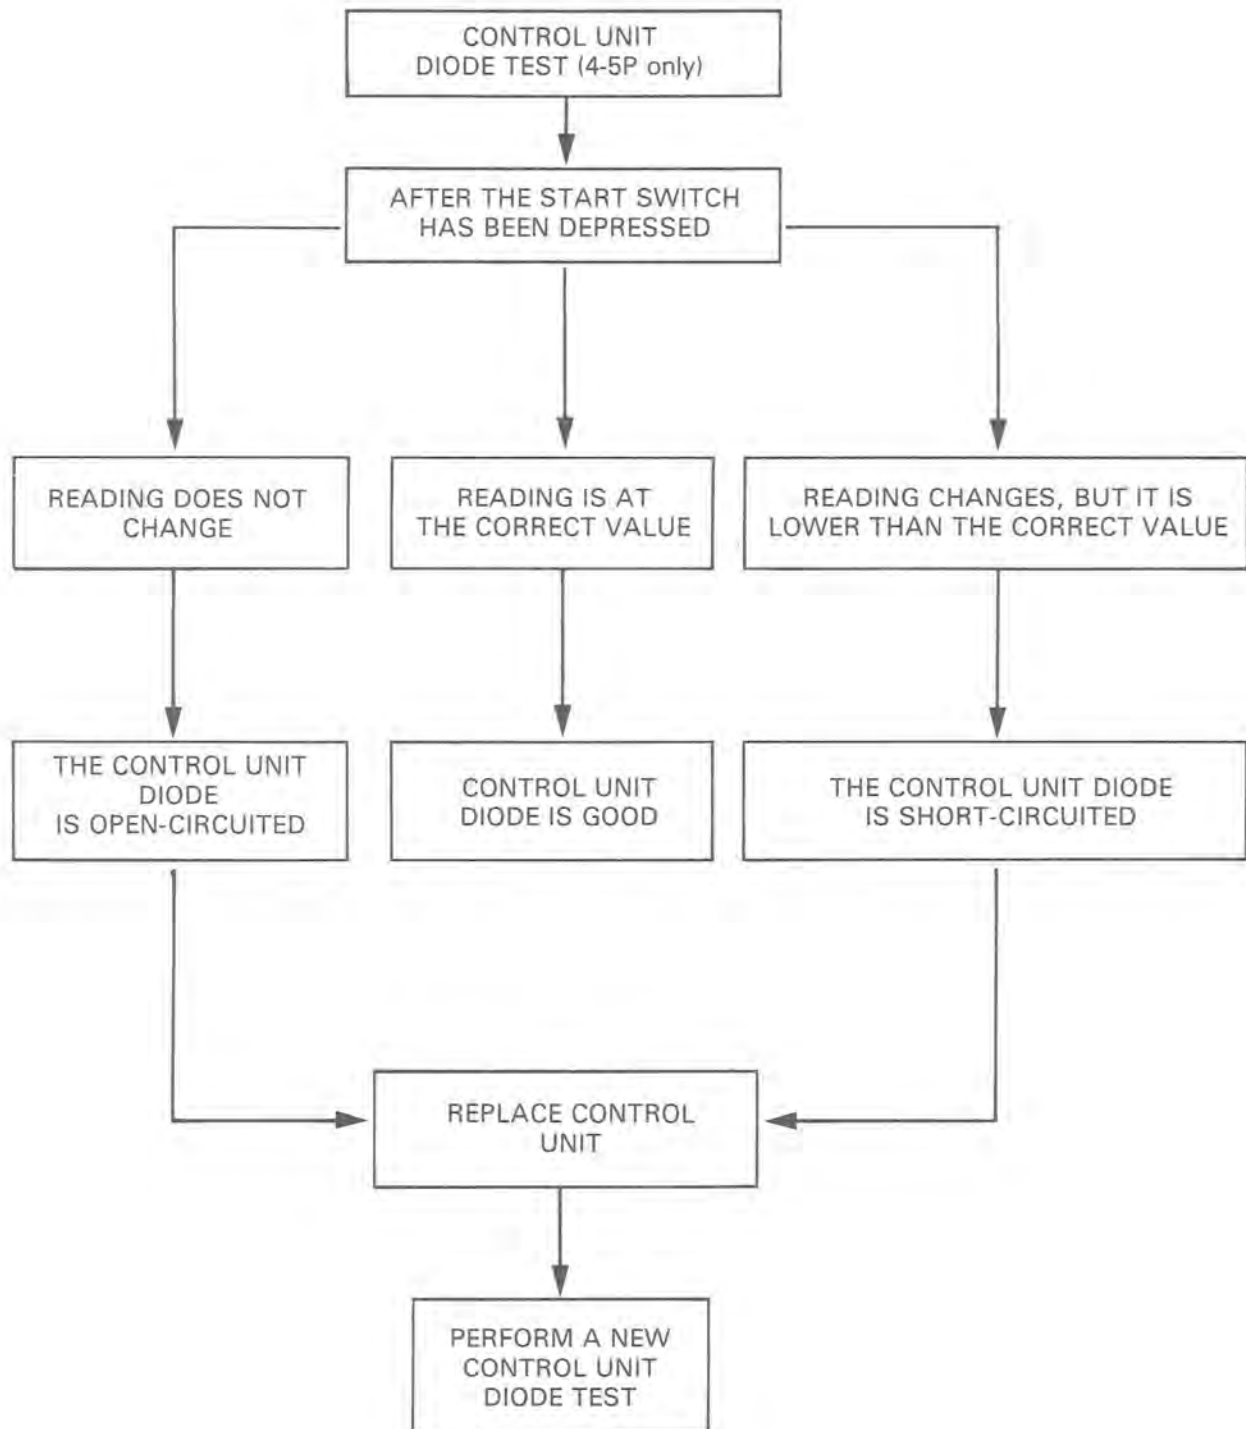 CONTROL UNIT
DIODE TEST (4-5P only)
AFTER THE START SWITCH
HAS BEEN DEPRESSED
READING DOES NOT
CHANGE
READING IS AT
THE CORRECT VALUE
READING CHANGES, BUT IT IS
LOWER THAN THE CORRECT VALUE
THE CONTROL UNIT
DIODE
IS OPEN-CIRCUITED
CONTROL UNIT
DIODE IS GOOD
THE CONTROL UNIT DIODE
IS SHORT-CIRCUITED
REPLACE CONTROL
UNIT
PERFORM A NEW
CONTROL UNIT
DIODE TEST